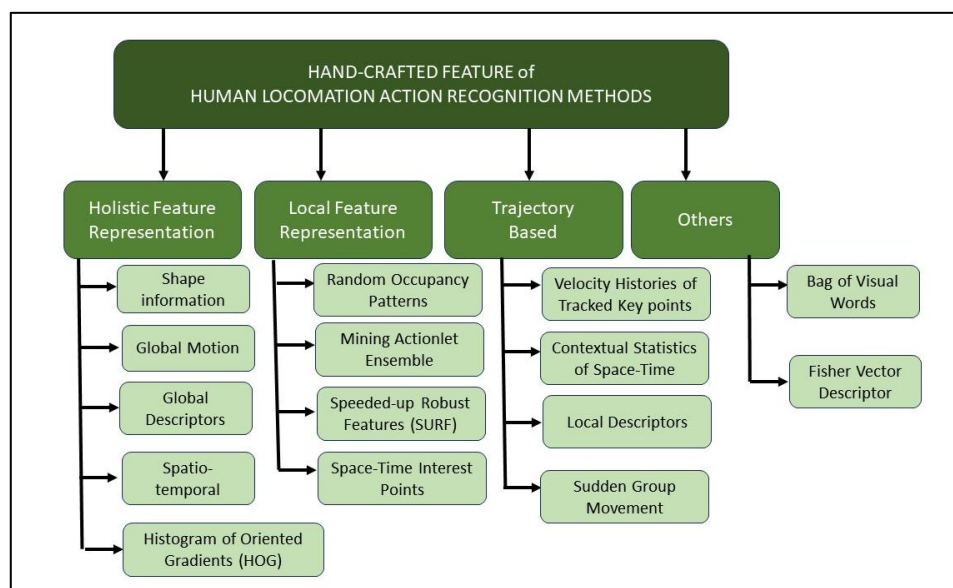 HAND-CRAFTED FEATURE of
HUMAN LOCOMATION ACTION RECOGNITION METHODS
Holistic Feature
Representation
Shape
information
Global Motion
Global
Descriptors
Spatio-
temporal
Histogram of Oriented
Gradients (HOG)
Local Feature
Representation
Random Occupancy
Patterns
Mining Actionlet
Ensemble
Speeded-up Robust
Features (SURF)
Space-Time Interest
Points
Trajectory
Based
Velocity Histories of
Tracked Key points
Contextual Statistics
of Space-Time
Local Descriptors
Sudden Group
Movement
Others
Bag of Visual
Words
Fisher Vector
Descriptor